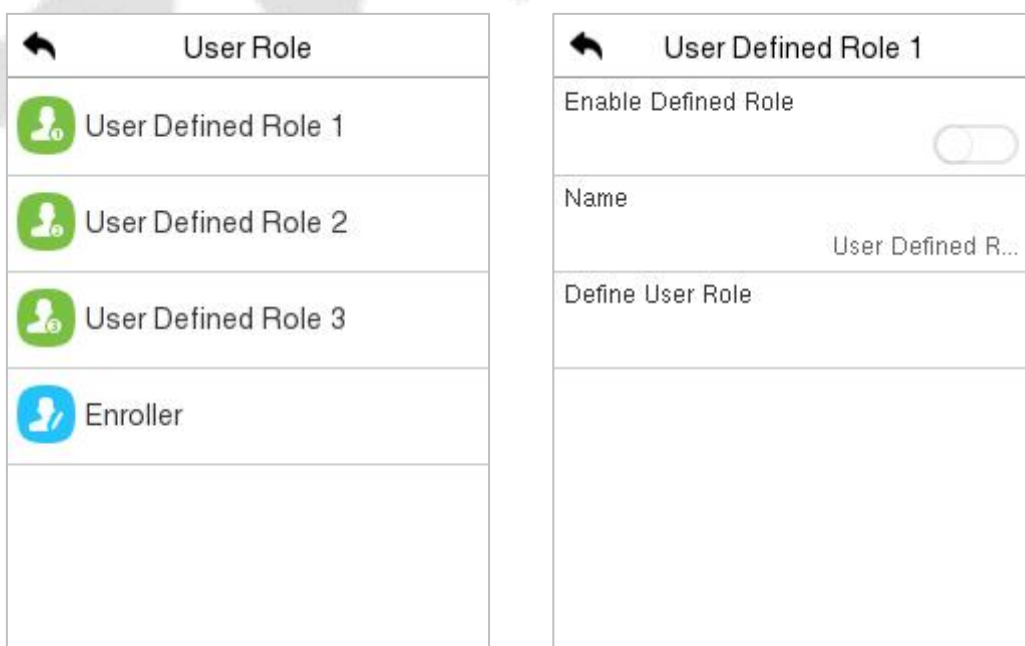 User Role
User Defined Role 1
User Defined Role 2
User Defined Role 3
Enroller
User Defined Role 1
Enable Defined Role
Name
User Defined R...
Define User Role